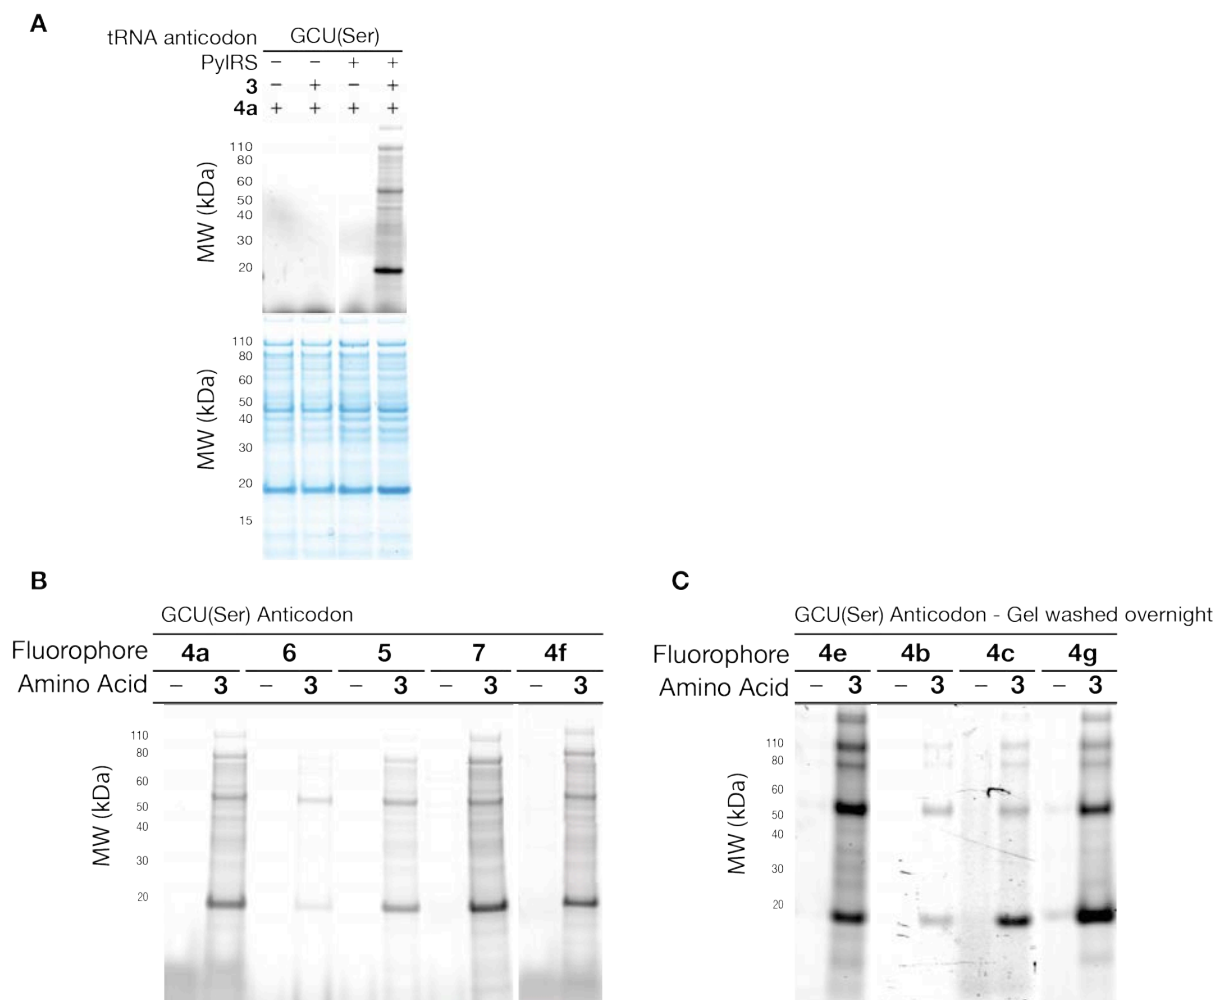 A
tRNA anticodon GCU(Ser)
PylRS – – + +
3 – + – +
4a + + + +
MW (kDa)
110
80
60
50
40
30
20
MW (kDa)
110
80
60
50
40
30
20
15
B
GCU(Ser) Anticodon
Fluorophore 4a 6 5 7 4f
Amino Acid – 3 – 3 – 3 – 3 – 3
MW (kDa)
110
80
60
50
40
30
20
C
GCU(Ser) Anticodon - Gel washed overnight
Fluorophore 4e 4b 4c 4g
Amino Acid – 3 – 3 – 3 – 3
MW (kDa)
110
80
60
50
40
30
20